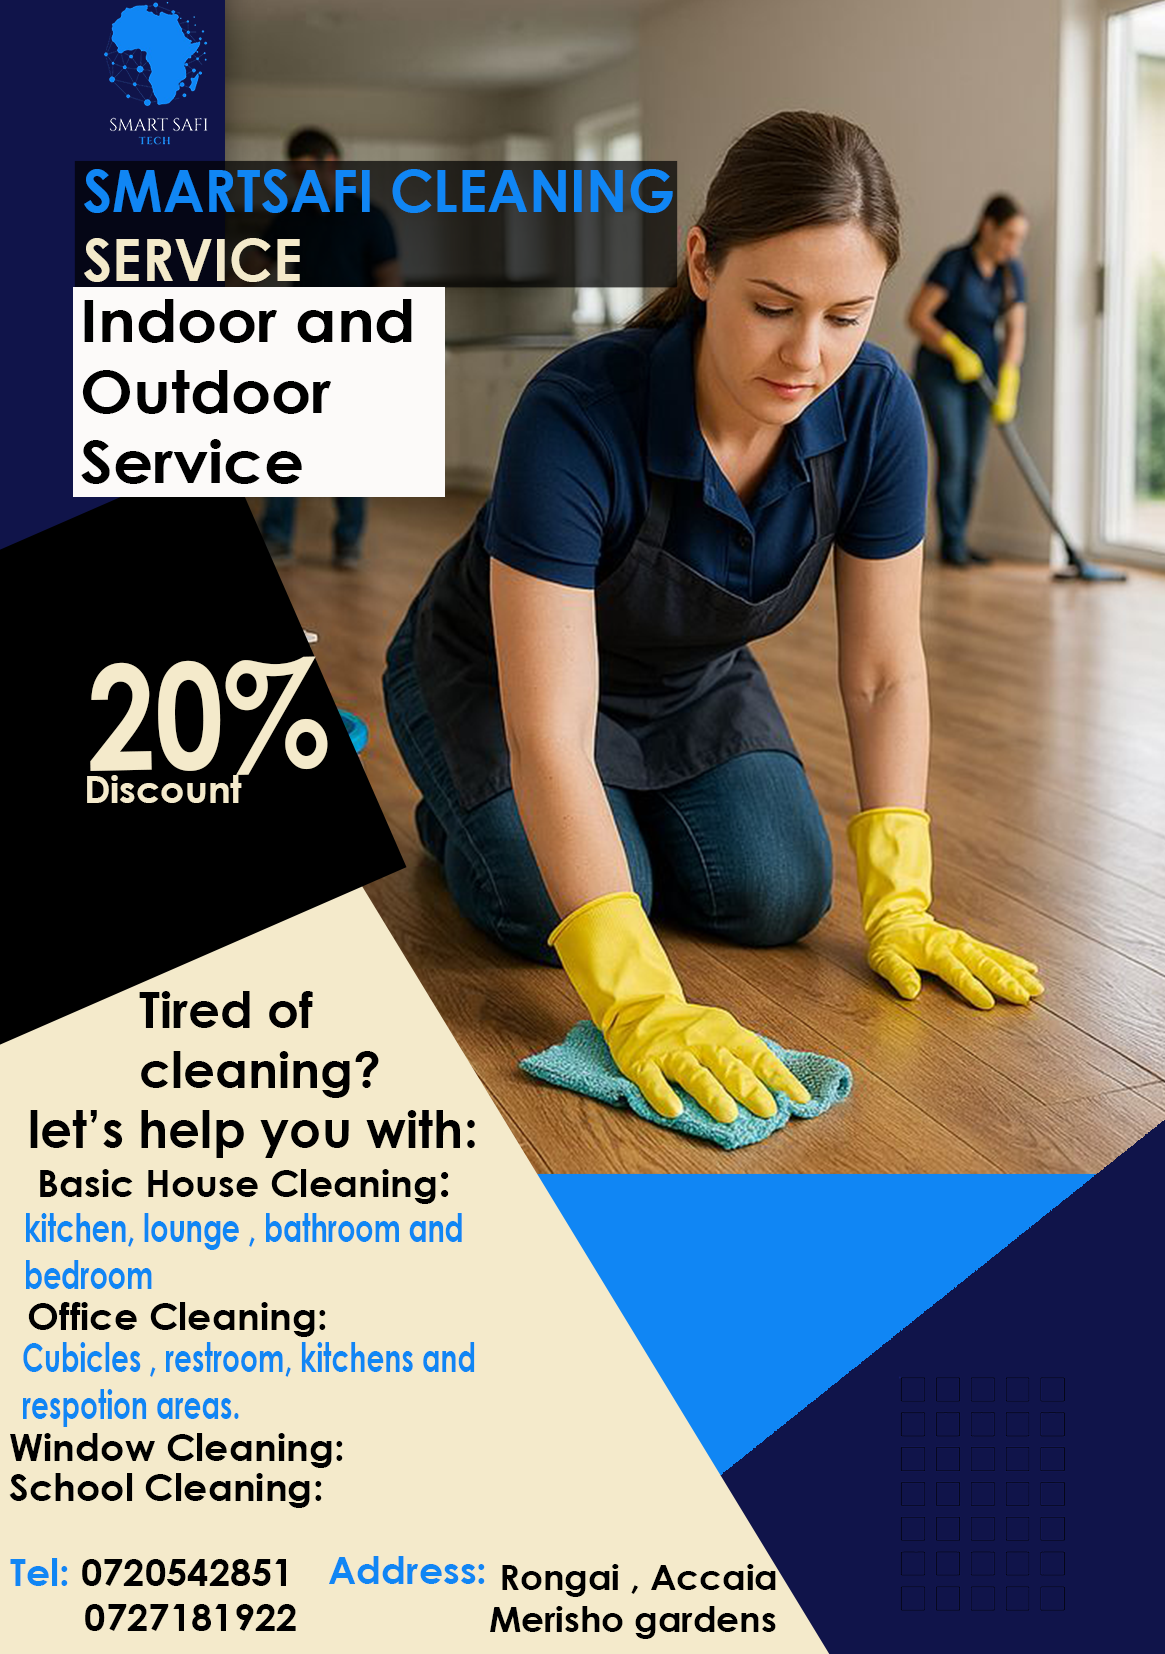 SMART SAFI
TECH
SMARTSAFI CLEANING
SERVICE
Indoor and
Outdoor
Service
20%
Discount
Tired of
cleaning?
let's help you with:
Basic House Cleaning:
kitchen, lounge , bathroom and
bedroom
Office Cleaning:
Cubicles , restroom, kitchens and
respotion areas.
Window Cleaning:
School Cleaning:
Tel: 0720542851
0727181922
Address: Rongai , Accaia
Merisho gardens